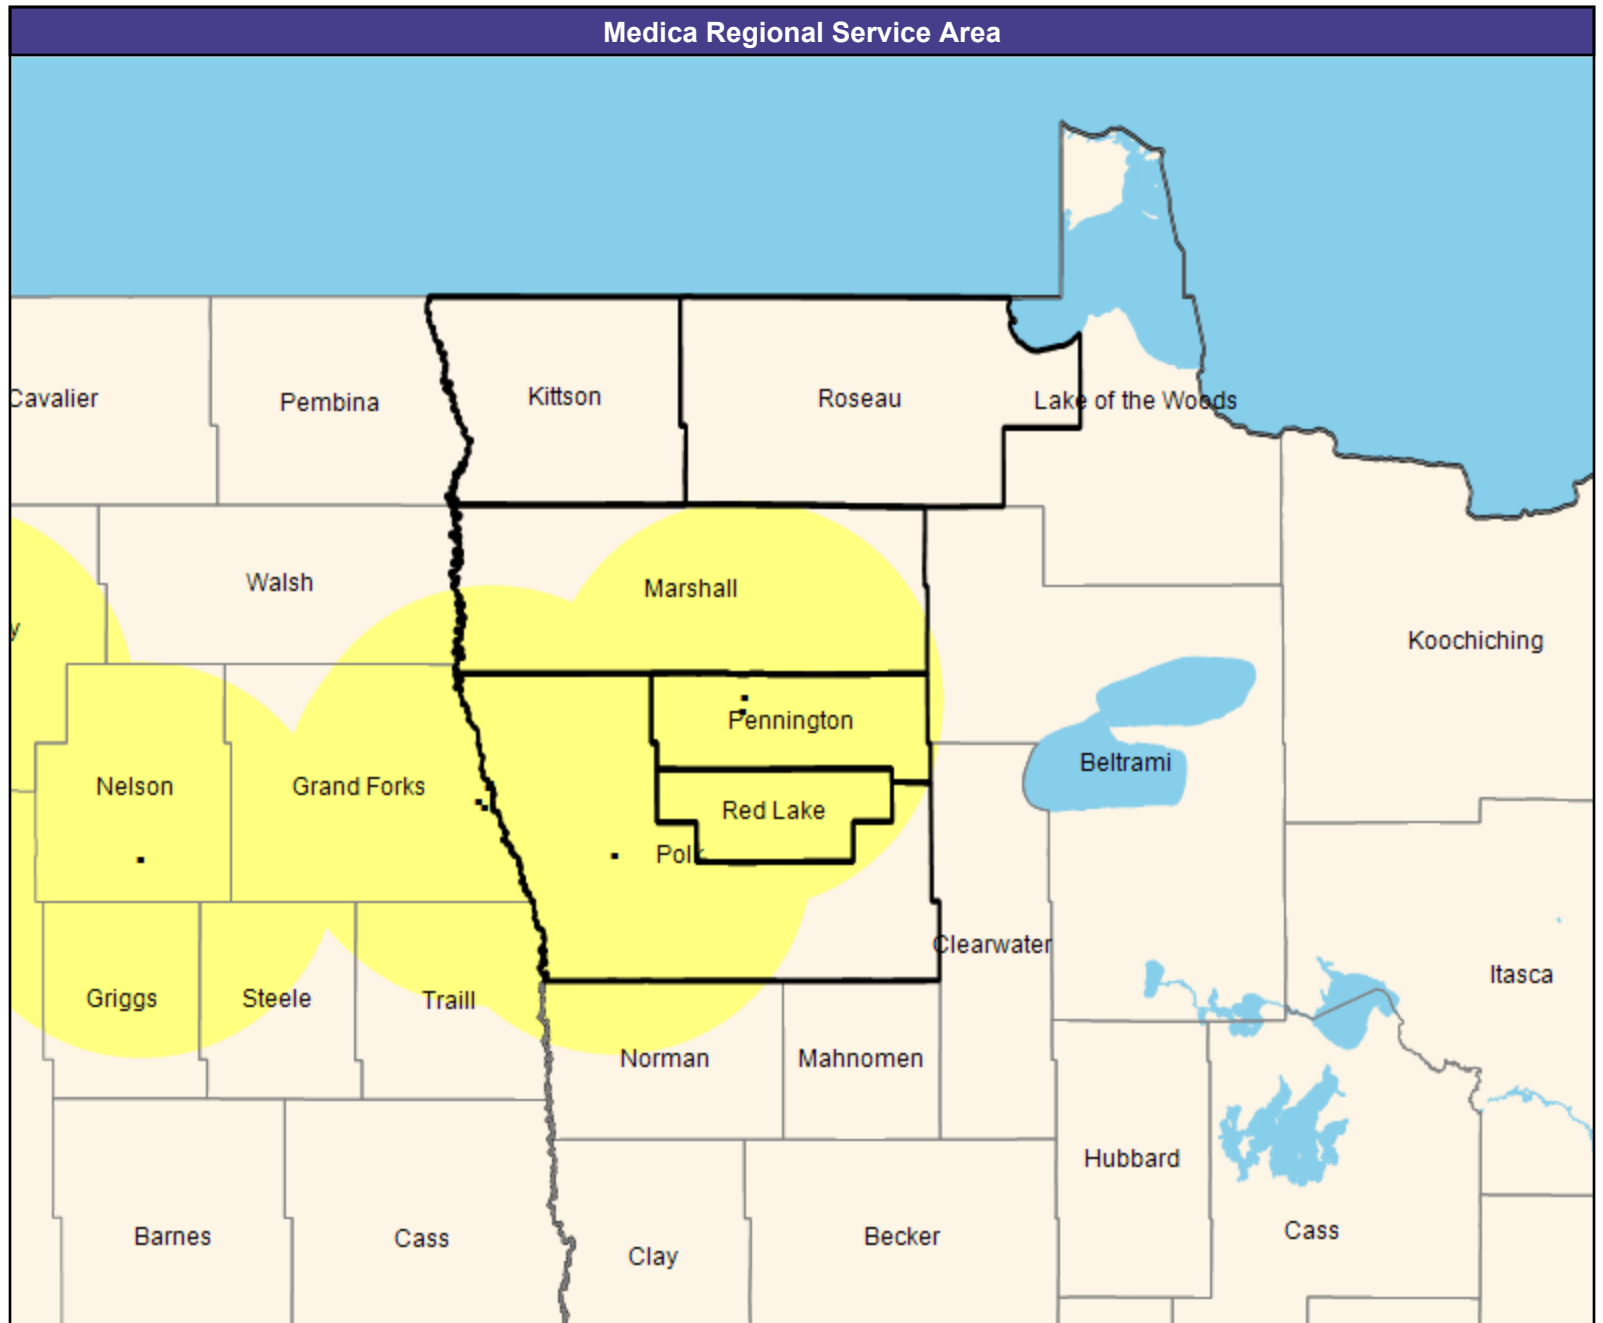 Medica Regional Service Area
Cavalier
Pembina
Kittson
Roseau
Lake of the Woods
Walsh
Marshall
y
Koochiching
Pennington
Beltrami
Nelson
Grand Forks
Red Lake
Polk
Clearwater
Itasca
Griggs
Steele
Traill
Norman
Mahnomen
Hubbard
Barnes
Cass
Clay
Becker
Cass